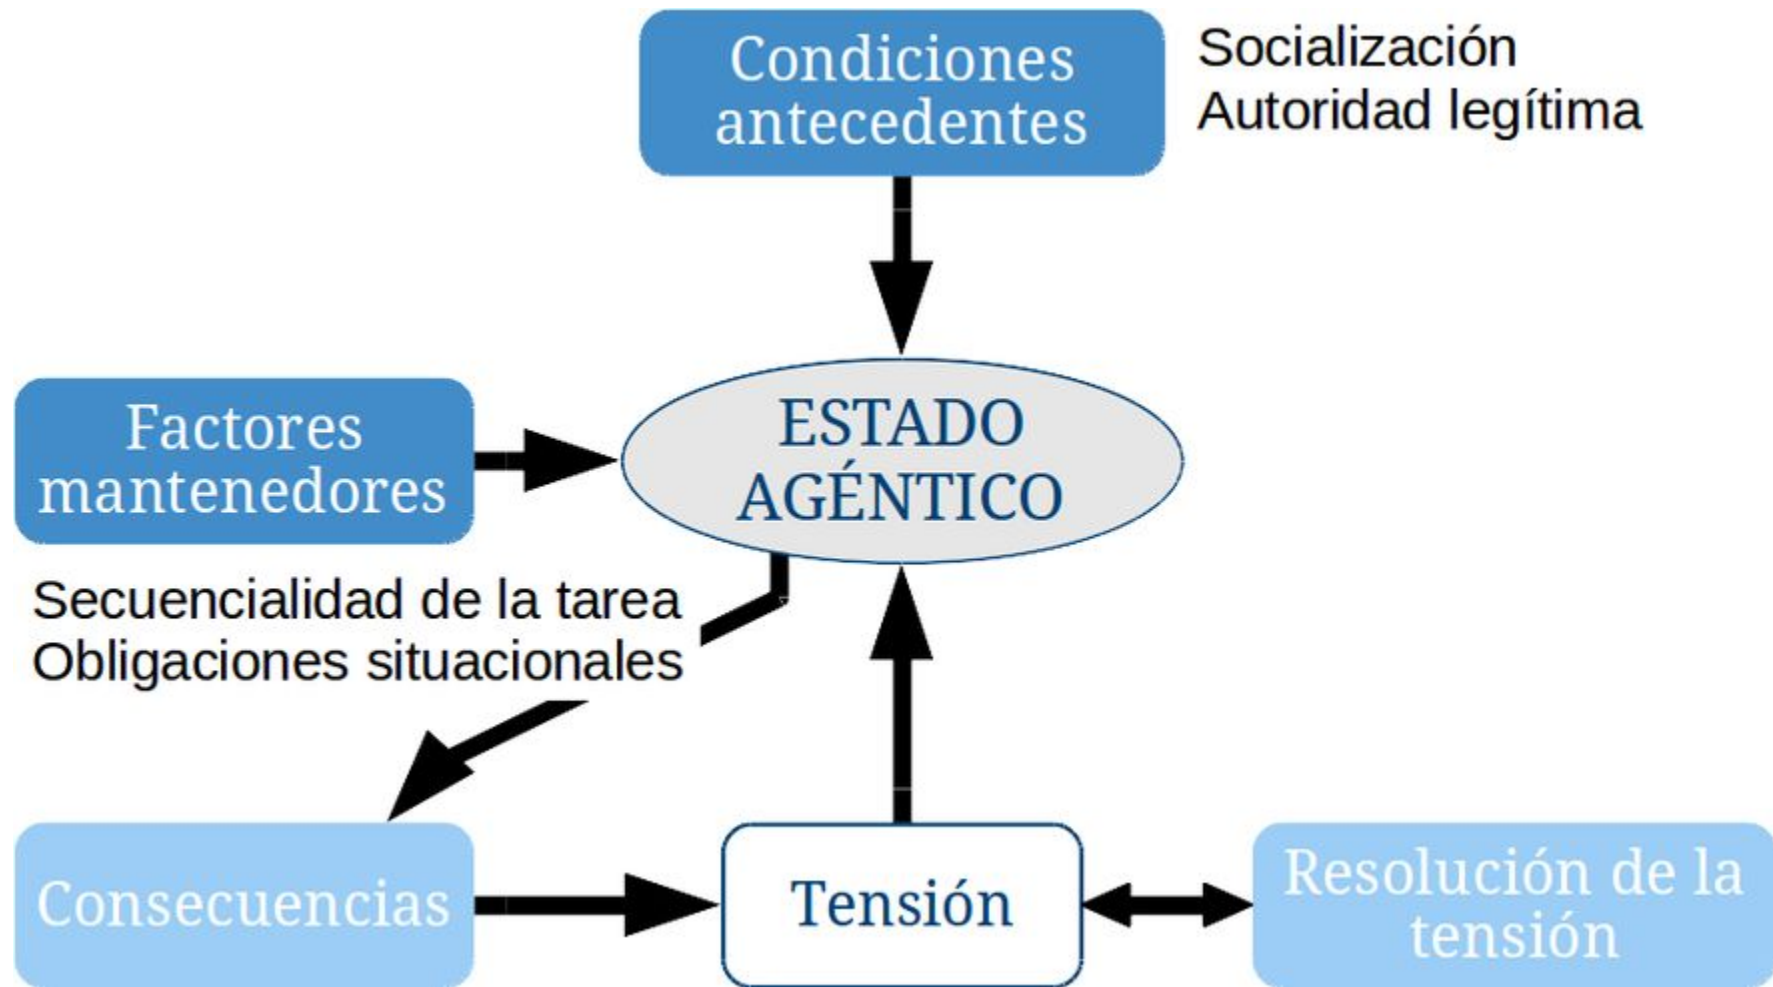 Condiciones
antecedentes
Socialización
Autoridad legítima
Factores
mantenedores
ESTADO
AGÉNTICO
Secuencialidad de la tarea
Obligaciones situacionales
Consecuencias
Tensión
Resolución de la
tensión